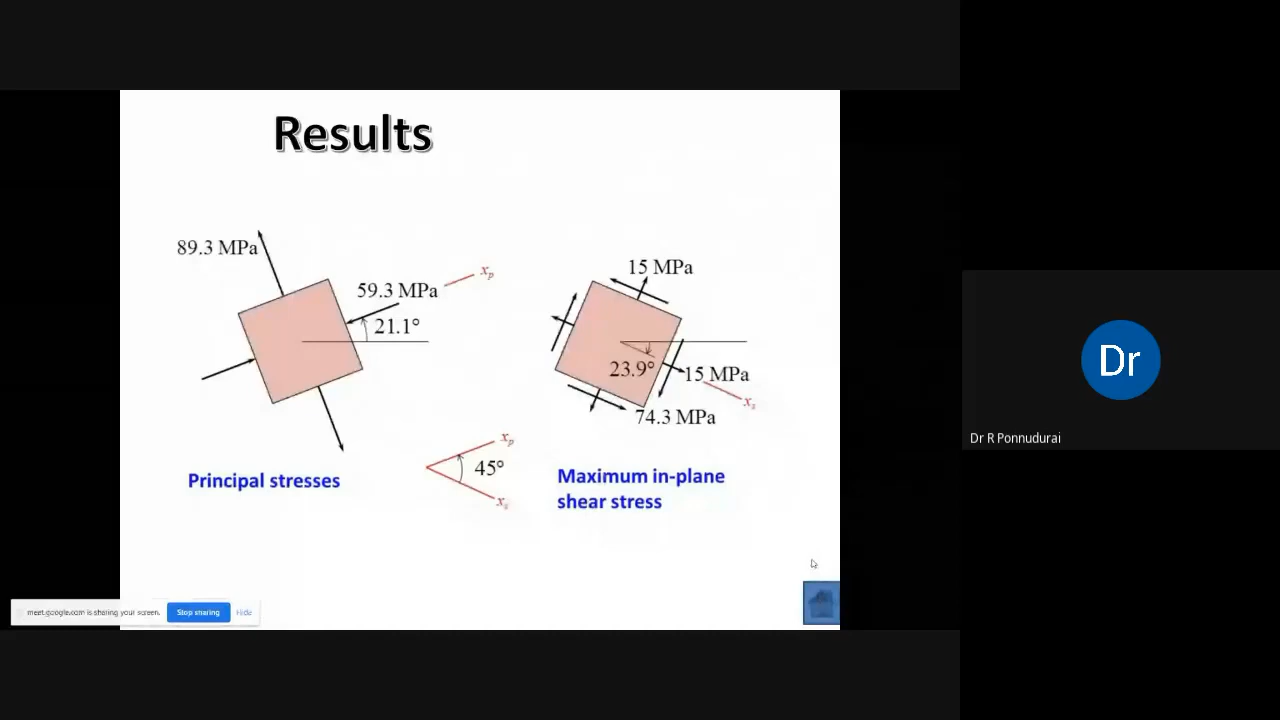 Results
89.3 MPa
59.3 MPa
xp
21.1°
15 MPa
23.9°
15 MPa
xs
74.3 MPa
xp
45°
xs
Principal stresses
Maximum in-plane
shear stress
meet.google.com is sharing your screen.
Stop sharing
Hide
Dr
Dr R Ponnudurai